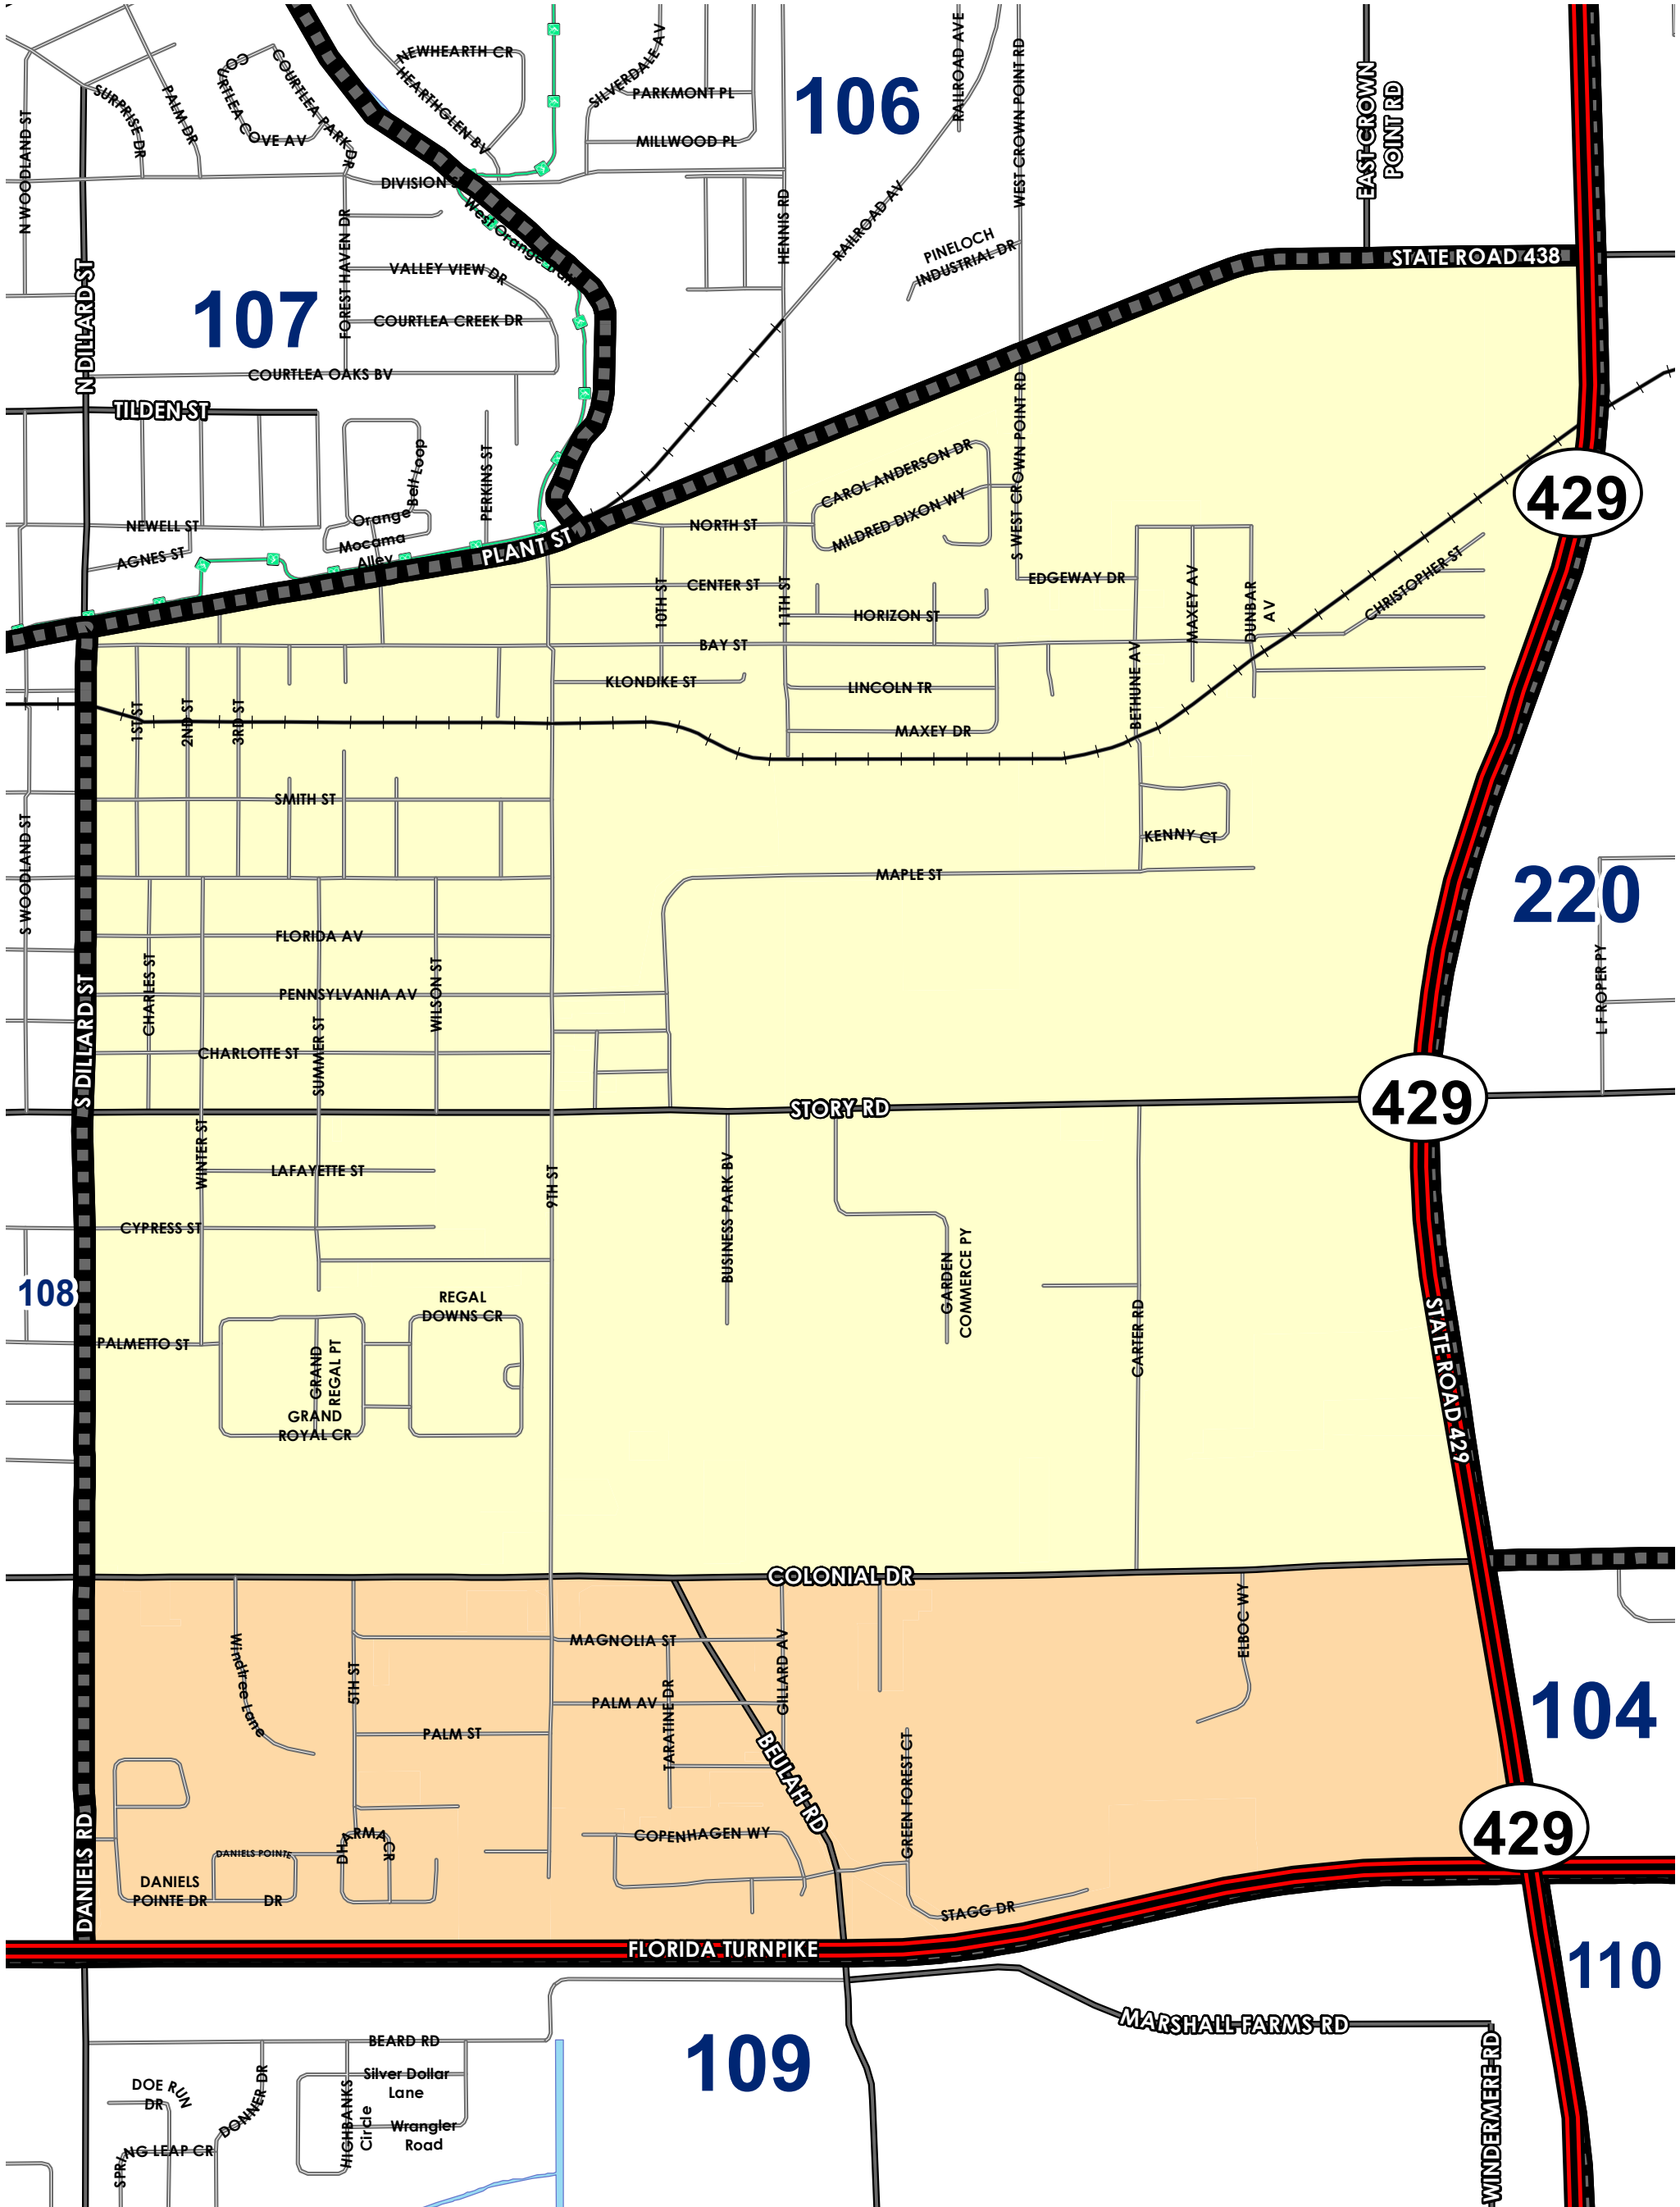 NEWHEARTH CR
HEARTHGLEN BV
SILVERDALE AV
PARKMONT PL
MILLWOOD PL
106
RAILROAD AVE
WEST CROWN POINT RD
EAST CROWN
POINT RD
N WOODLAND ST
SURPRISE DR
PALM DR
COURTLEA COVE AV
COURTLEA PARK DR
DIVISION S
West Orange Trail
HENNIS RD
RAILROAD AV
PINELOCH
INDUSTRIAL DR
STATE ROAD 438
FOREST HAVEN DR
VALLEY VIEW DR
107
COURTLEA CREEK DR
N DILLARD ST
COURTLEA OAKS BV
TILDEN ST
Belf Loop
PERKINS ST
S WEST CROWN POINT RD
CAROL ANDERSON DR
MILDRED DIXON WY
429
NEWELL ST
Orange
Mocama
Alley
AGNES ST
PLANT ST
NORTH ST
CENTER ST
10TH ST
11TH ST
EDGEWAY DR
HORIZON ST
MAXEY AV
DUNBAR
AV
CHRISTOPHER ST
BAY ST
KLONDIKE ST
LINCOLN TR
BETHUNE AV
1ST ST
2ND ST
3RD ST
MAXEY DR
SMITH ST
KENNY CT
S WOODLAND ST
MAPLE ST
220
FLORIDA AV
CHARLES ST
WILSON ST
PENNSYLVANIA AV
L F ROPER PY
S DILLARD ST
CHARLOTTE ST
SUMMER ST
STORY RD
429
WINTER ST
LAFAYETTE ST
9TH ST
BUSINESS PARK BV
CYPRESS ST
GARDEN
COMMERCE PY
108
REGAL
DOWNS CR
CARTER RD
STATE ROAD 429
PALMETTO ST
GRAND
REGAL PT
GRAND
ROYAL CR
COLONIAL DR
ELBOC WY
Windtree Lane
5TH ST
MAGNOLIA ST
GILLARD AV
PALM AV
TARATINE DR
104
PALM ST
BEULAH RD
GREEN FOREST CT
429
DANIELS RD
DHARMA CR
COPENHAGEN WY
DANIELS POINTE
DANIELS
POINTE DR
DR
STAGG DR
FLORIDA TURNPIKE
110
MARSHALL FARMS RD
BEARD RD
109
WINDERMERE RD
Silver Dollar
Lane
DOE RUN
DR
DONNER DR
HIGHBANKS
Circle
Wrangler
Road
SPRING LEAP CR